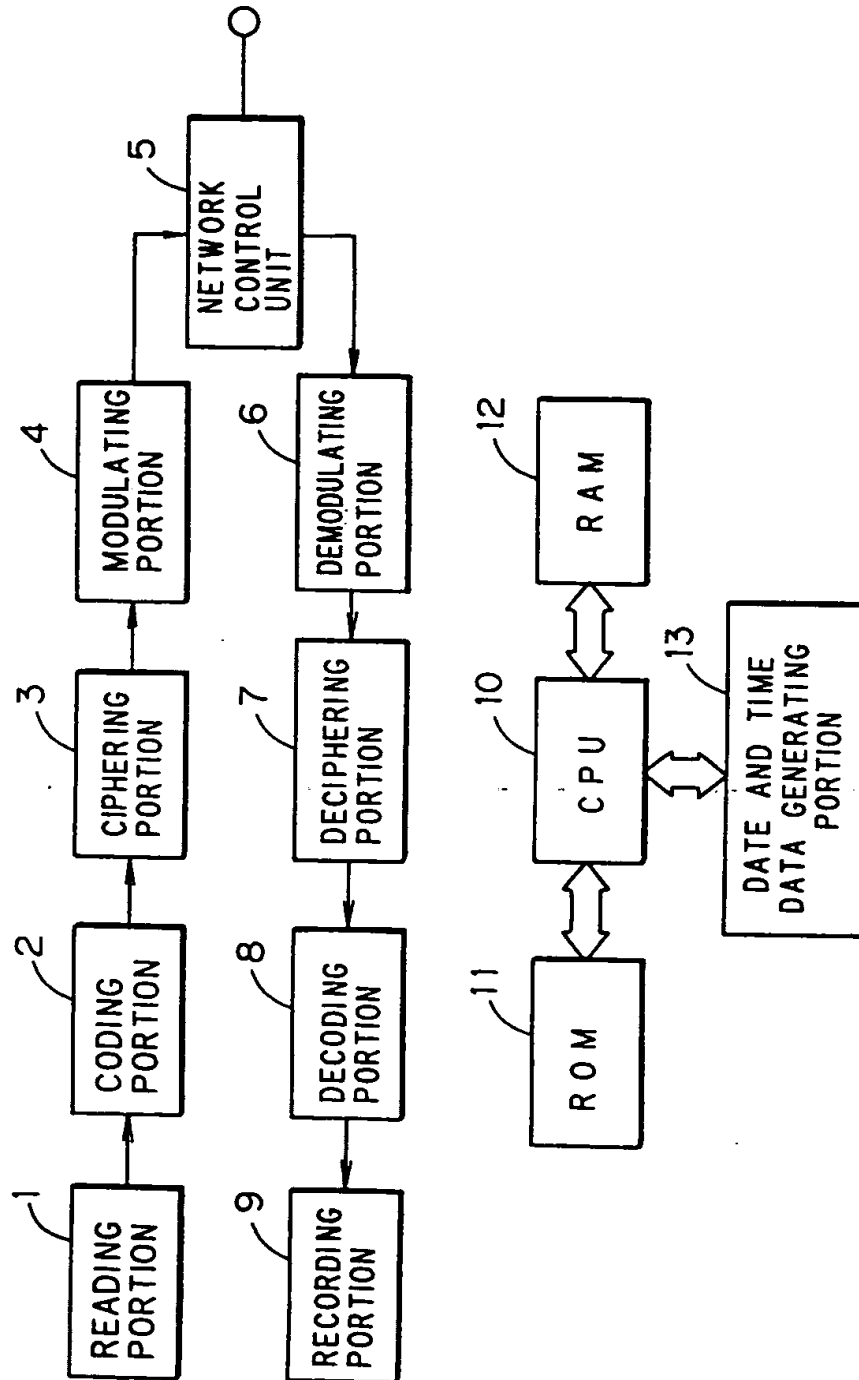 1
READING
PORTION
2
CODING
PORTION
3
CIPHERING
PORTION
4
MODULATING
PORTION
5
NETWORK
CONTROL
UNIT
6
DEMODULATING
PORTION
7
DECIPHERING
PORTION
8
DECODING
PORTION
9
RECORDING
PORTION
10
CPU
11
ROM
12
RAM
13
DATE AND TIME
DATA GENERATING
PORTION